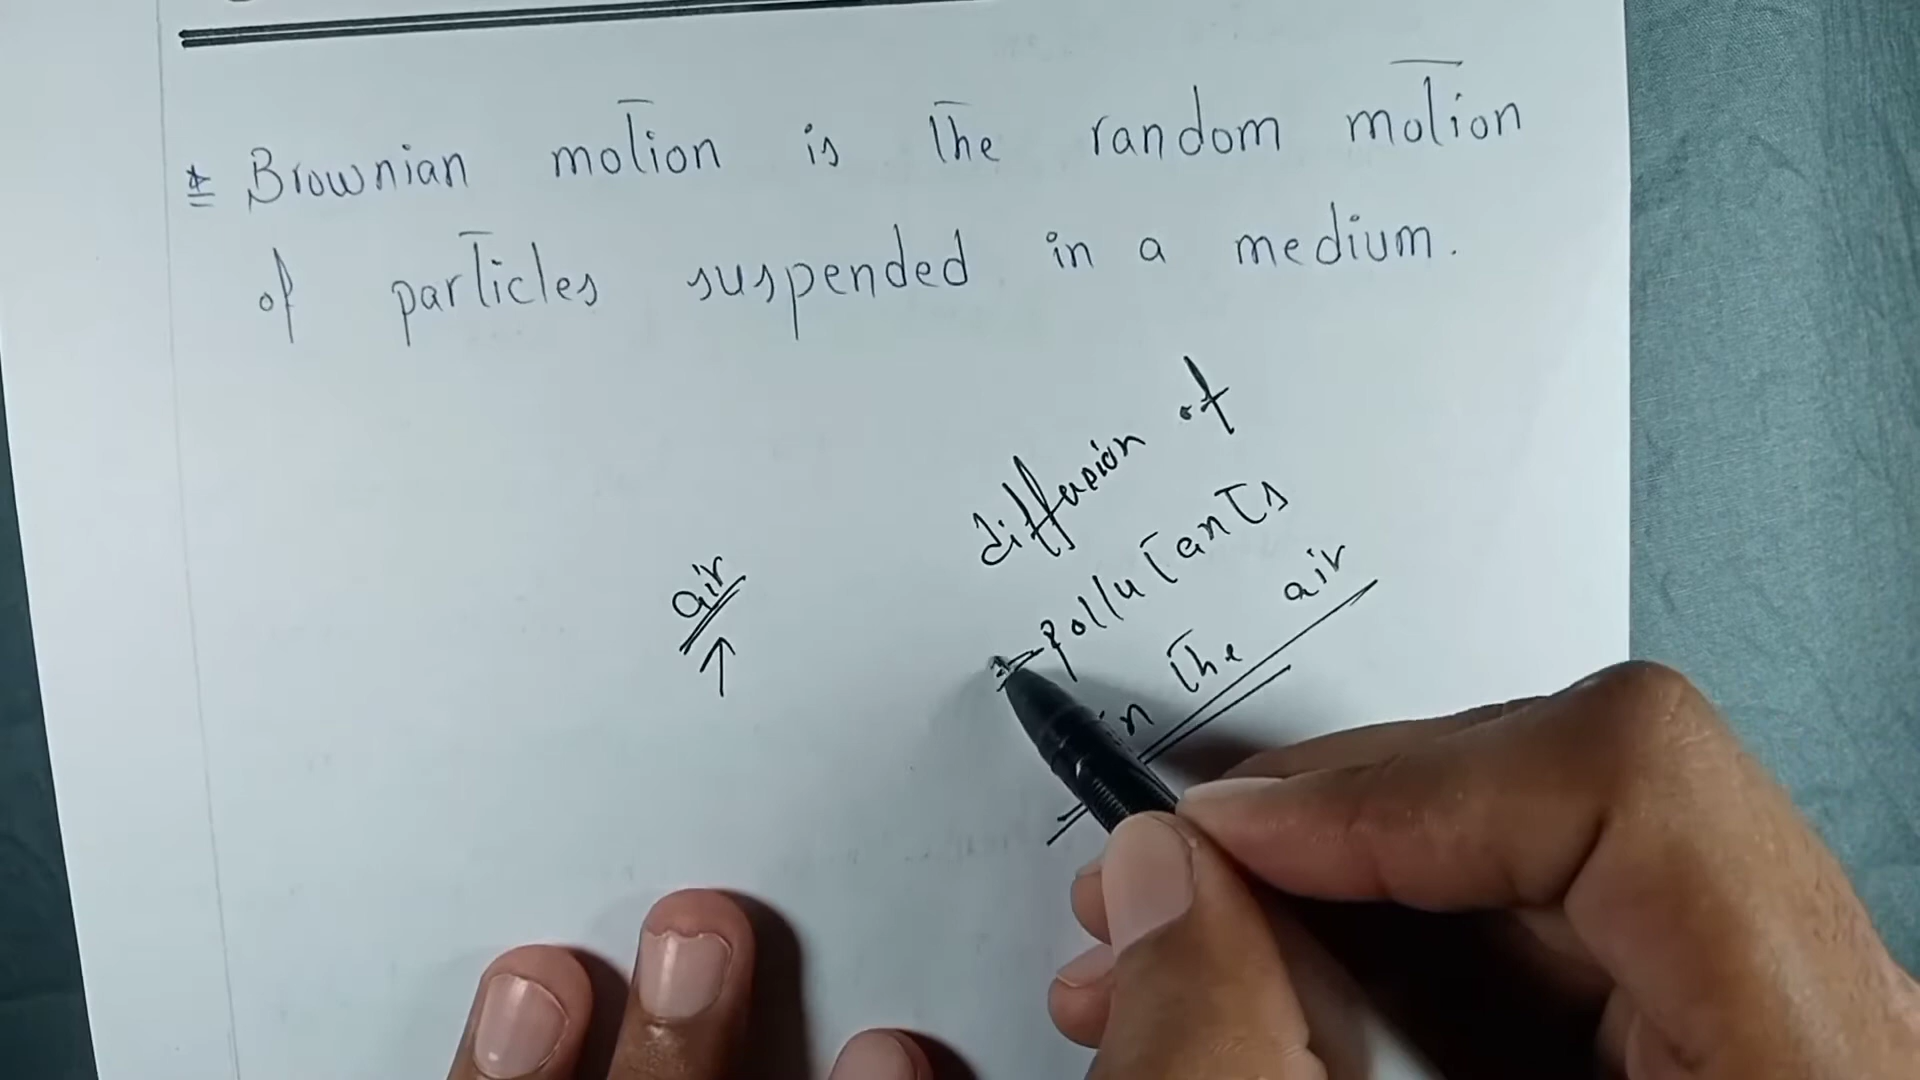 * Brownian motion is the random motion
of particles suspended in a medium.
air
diffusion of
pollutants
in the air